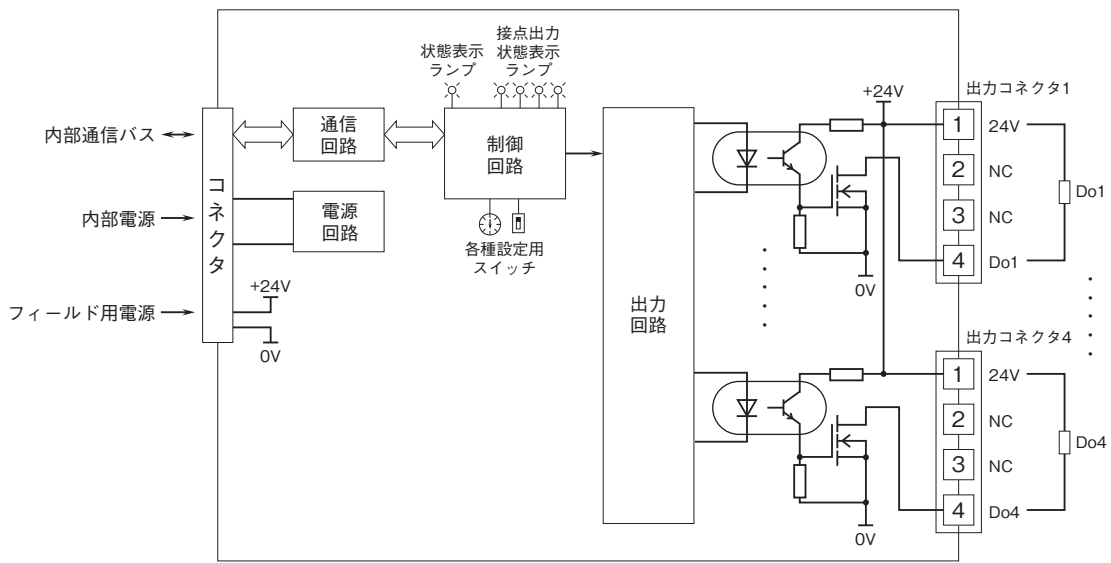 状態表示
ランプ
接点出力
状態表示
ランプ
内部通信バス
内部電源
フィールド用電源
コネクタ
通信
回路
電源
回路
制御
回路
各種設定用
スイッチ
+24V
0V
出力
回路
+24V
0V
出力コネクタ1
1 24V
2 NC
3 NC
4 Do1
Do1
0V
出力コネクタ4
1 24V
2 NC
3 NC
4 Do4
Do4